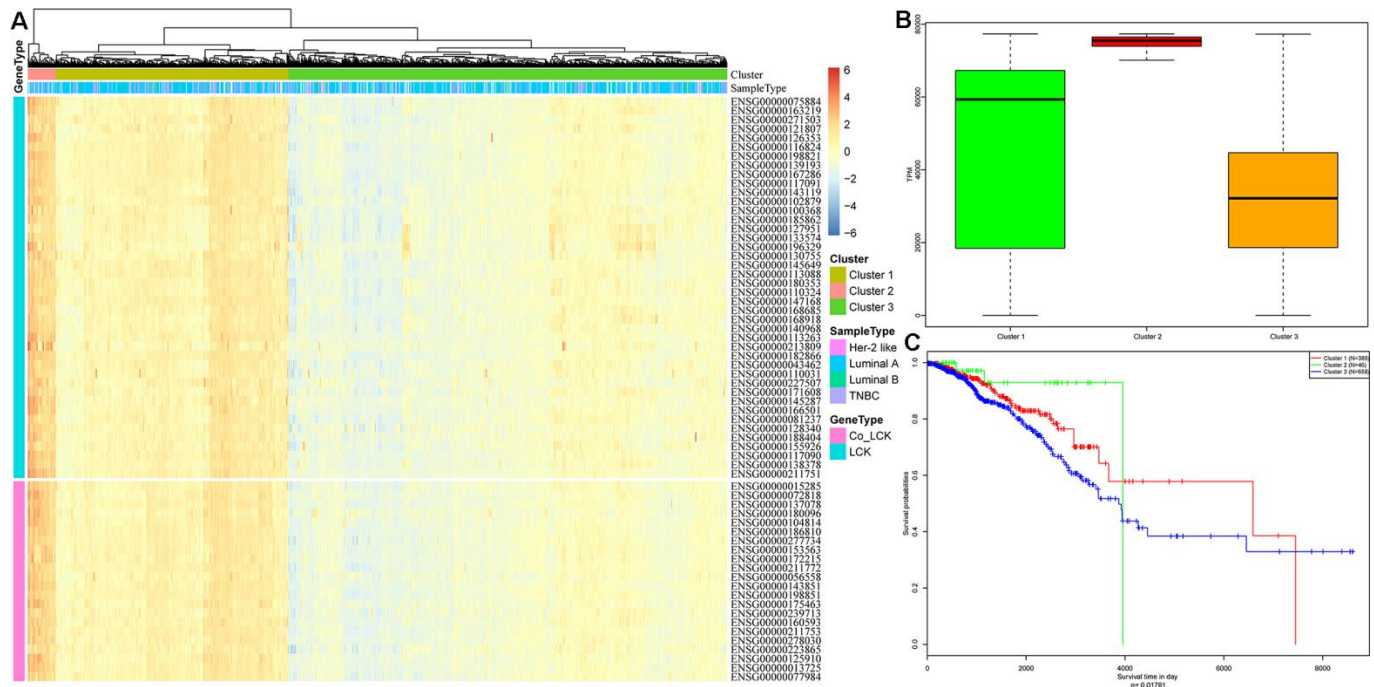 A
GeneType
Cluster
SampleType
ENSG00000075884
ENSG00000163219
ENSG00000271503
ENSG00000121807
ENSG00000126353
ENSG00000116824
ENSG00000198821
ENSG00000139193
ENSG00000167286
ENSG00000117091
ENSG00000143119
ENSG00000102879
ENSG00000100368
ENSG00000185862
ENSG00000127951
ENSG00000133574
ENSG00000196329
ENSG00000130755
ENSG00000145649
ENSG00000113088
ENSG00000180353
ENSG00000110324
ENSG00000147168
ENSG00000168685
ENSG00000168918
ENSG00000140968
ENSG00000113263
ENSG00000213809
ENSG00000182866
ENSG00000043462
ENSG00000110031
ENSG00000227507
ENSG00000171608
ENSG00000145287
ENSG00000166501
ENSG00000081237
ENSG00000128340
ENSG00000188404
ENSG00000155926
ENSG00000117090
ENSG00000138378
ENSG00000211751
ENSG00000015285
ENSG00000072818
ENSG00000137078
ENSG00000180096
ENSG00000104814
ENSG00000186810
ENSG00000277734
ENSG00000153563
ENSG00000172215
ENSG00000211772
ENSG00000056558
ENSG00000143851
ENSG00000198851
ENSG00000175463
ENSG00000239713
ENSG00000160593
ENSG00000211753
ENSG00000278030
ENSG00000223865
ENSG00000125910
ENSG00000013725
ENSG00000077984
6
4
2
0
−2
−4
−6
Cluster
Cluster 1
Cluster 2
Cluster 3
SampleType
Her-2 like
Luminal A
Luminal B
TNBC
GeneType
Co_LCK
LCK
B
TPM
80000
60000
40000
20000
0
Cluster 1
Cluster 2
Cluster 3
C
Cluster 1 (N=388)
Cluster 2 (N=46)
Cluster 3 (N=658)
Survival probabilities
1.0
0.8
0.6
0.4
0.2
0.0
0
2000
4000
6000
8000
Survival time in day
p= 0.01781